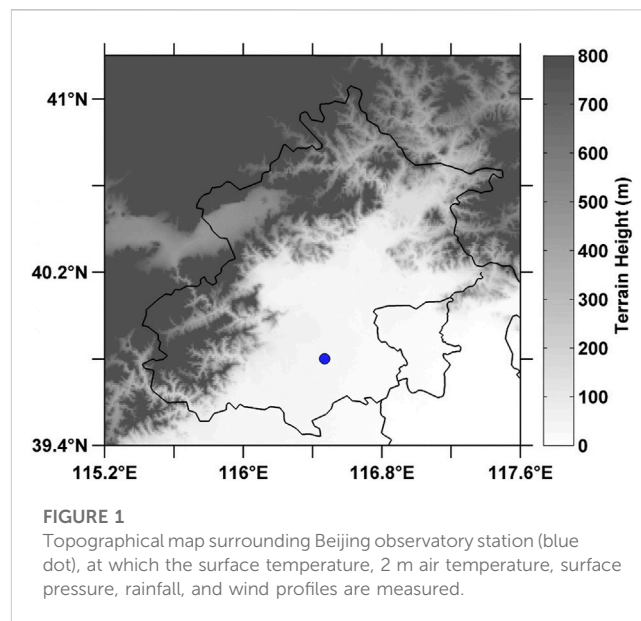 41°N
40.2°N
39.4°N
115.2°E 116°E 116.8°E 117.6°E
800
700
600
500
400
300
200
100
0
Terrain Height (m)
FIGURE 1
Topographical map surrounding Beijing observatory station (blue
dot), at which the surface temperature, 2 m air temperature, surface
pressure, rainfall, and wind profiles are measured.